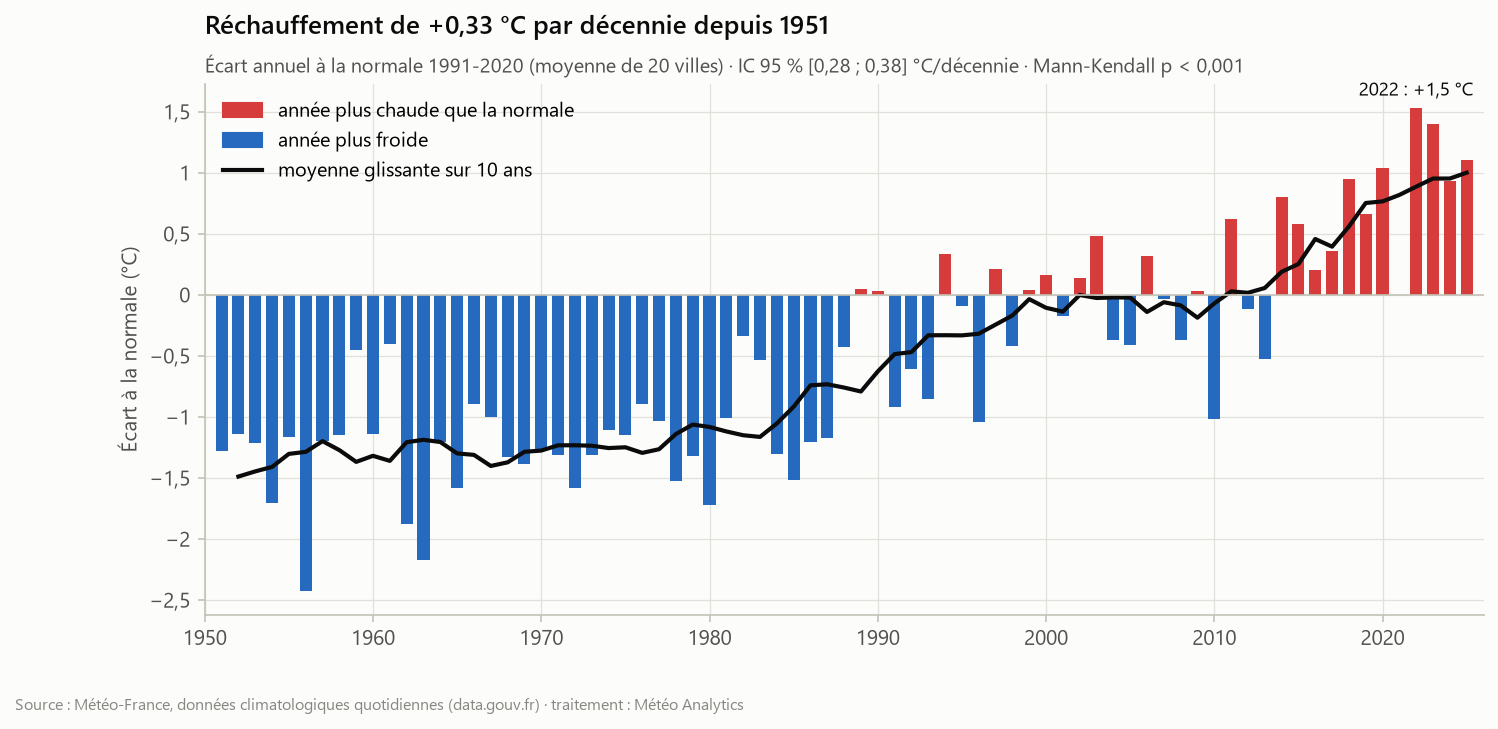 Réchauffement de +0,33 °C par décennie depuis 1951
Écart annuel à la normale 1991-2020 (moyenne de 20 villes) · IC 95 % [0,28 ; 0,38] °C/décennie · Mann-Kendall p < 0,001
2022 : +1,5 °C
année plus chaude que la normale
année plus froide
moyenne glissante sur 10 ans
Écart à la normale (°C)
1,5
1
0,5
0
−0,5
−1
−1,5
−2
−2,5
1950 1960 1970 1980 1990 2000 2010 2020
Source : Météo-France, données climatologiques quotidiennes (data.gouv.fr) · traitement : Météo Analytics